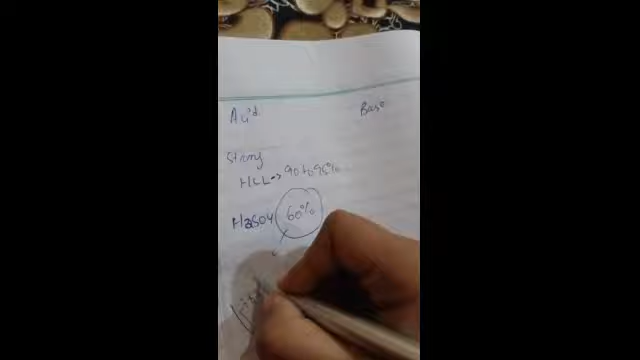 Acid Base
Strong
HCL → 90 to 95%
H2SO4 60%